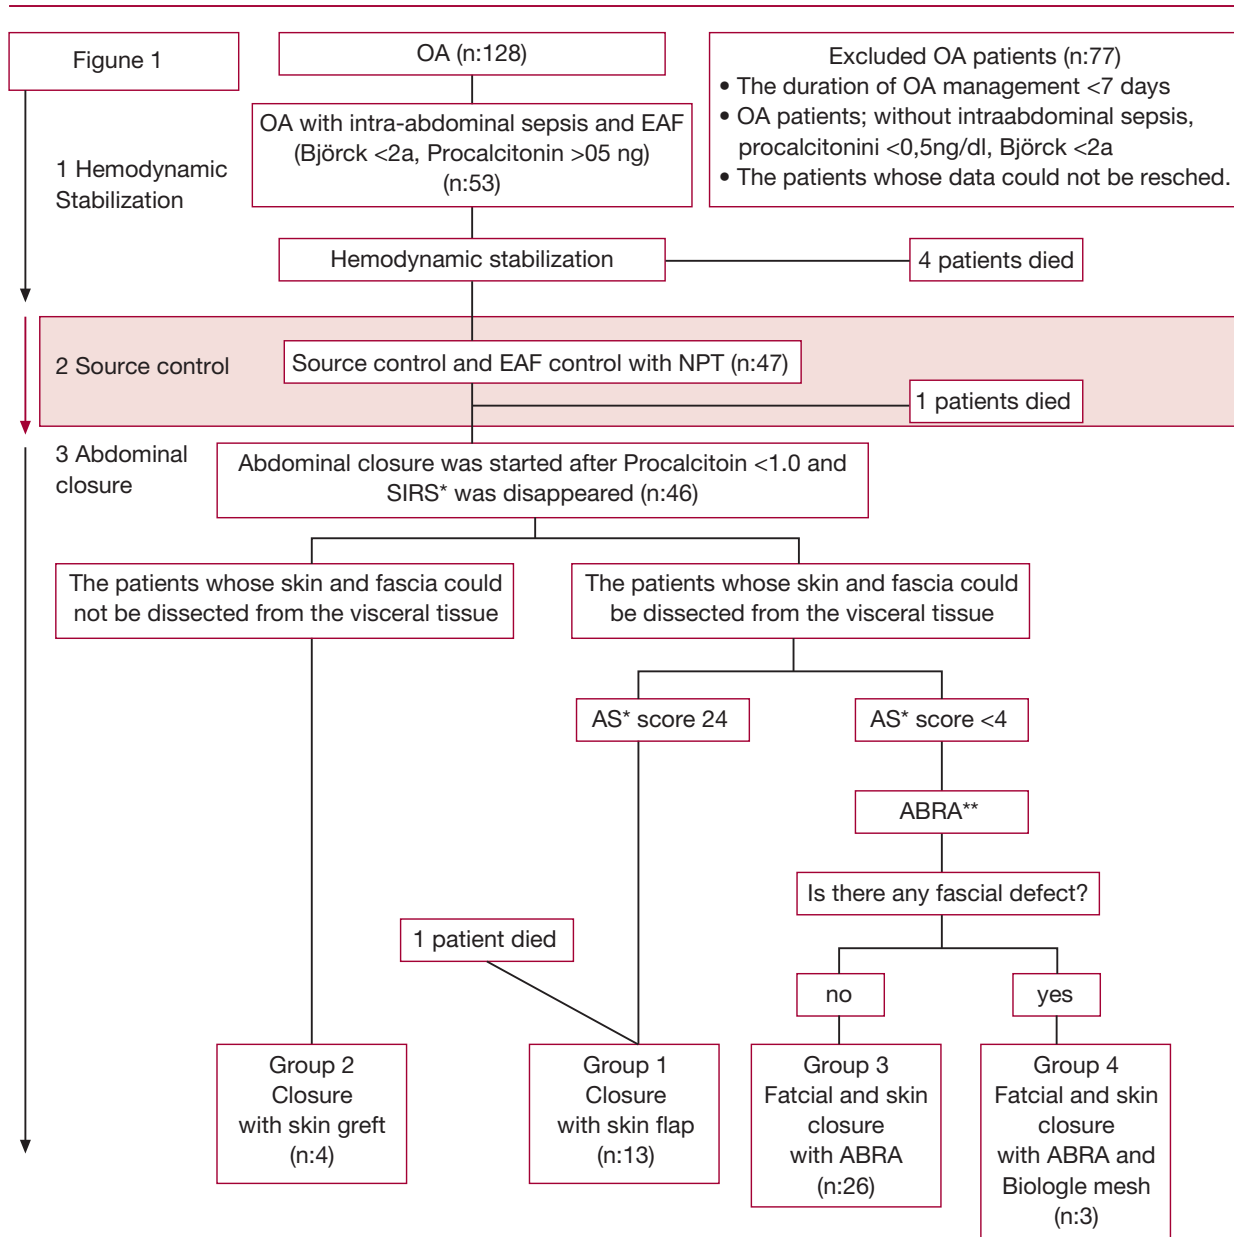 Figune 1
OA (n:128)
Excluded OA patients (n:77)
• The duration of OA management <7 days
• OA patients; without intraabdominal sepsis,
procalcitonini <0,5ng/dl, Björck <2a
• The patients whose data could not be resched.
OA with intra-abdominal sepsis and EAF
(Björck <2a, Procalcitonin >05 ng)
(n:53)
1 Hemodynamic
Stabilization
Hemodynamic stabilization
4 patients died
2 Source control
Source control and EAF control with NPT (n:47)
1 patients died
3 Abdominal
closure
Abdominal closure was started after Procalcitoin <1.0 and
SIRS* was disappeared (n:46)
The patients whose skin and fascia could
not be dissected from the visceral tissue
The patients whose skin and fascia could
be dissected from the visceral tissue
AS* score 24
AS* score <4
ABRA**
Is there any fascial defect?
1 patient died
no
yes
Group 2
Closure
with skin greft
(n:4)
Group 1
Closure
with skin flap
(n:13)
Group 3
Fatcial and skin
closure
with ABRA
(n:26)
Group 4
Fatcial and skin
closure
with ABRA and
Biologle mesh
(n:3)